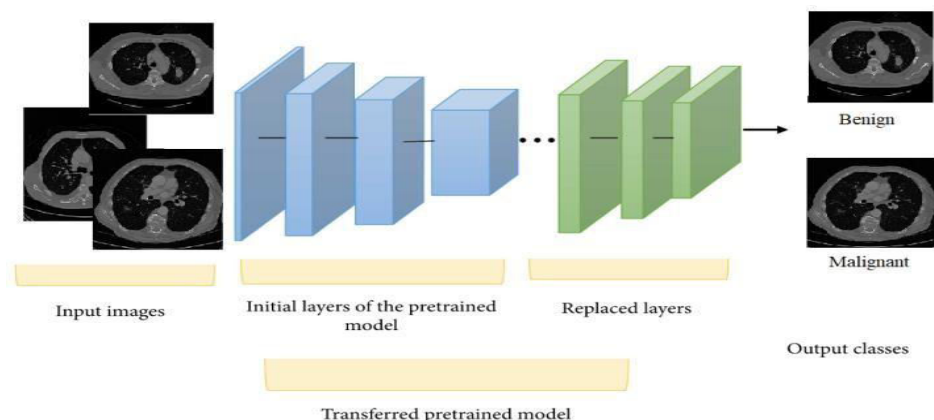 Benign
Malignant
Input images
Initial layers of the pretrained
model
Replaced layers
Output classes
Transferred pretrained model